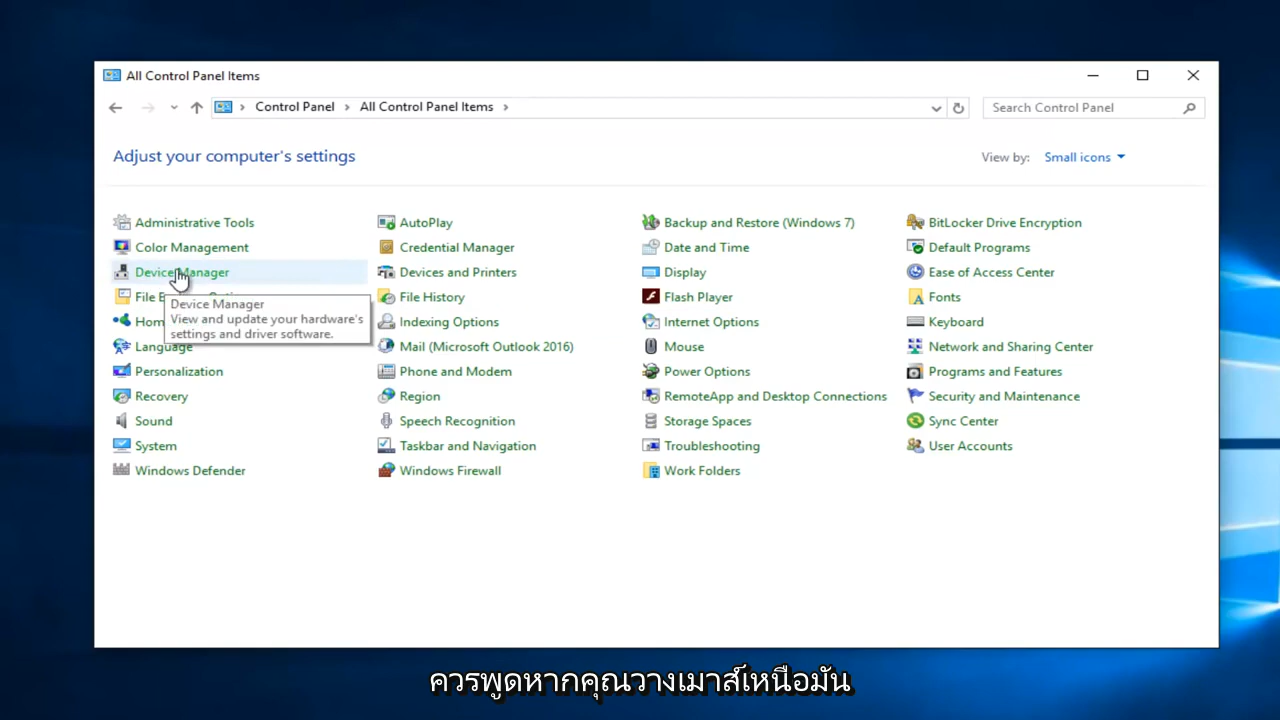 All Control Panel Items
Control Panel › All Control Panel Items ›
Search Control Panel
Adjust your computer's settings
View by: Small icons
Administrative Tools
AutoPlay
Backup and Restore (Windows 7)
BitLocker Drive Encryption
Color Management
Credential Manager
Date and Time
Default Programs
Device Manager
Devices and Printers
Display
Ease of Access Center
File
File History
Flash Player
Fonts
Device Manager
View and update your hardware's
settings and driver software.
Indexing Options
Internet Options
Keyboard
Language
Mail (Microsoft Outlook 2016)
Mouse
Network and Sharing Center
Personalization
Phone and Modem
Power Options
Programs and Features
Recovery
Region
RemoteApp and Desktop Connections
Security and Maintenance
Sound
Speech Recognition
Storage Spaces
Sync Center
System
Taskbar and Navigation
Troubleshooting
User Accounts
Windows Defender
Windows Firewall
Work Folders
ควรพูดหากคุณวางเมาส์เหนือมัน